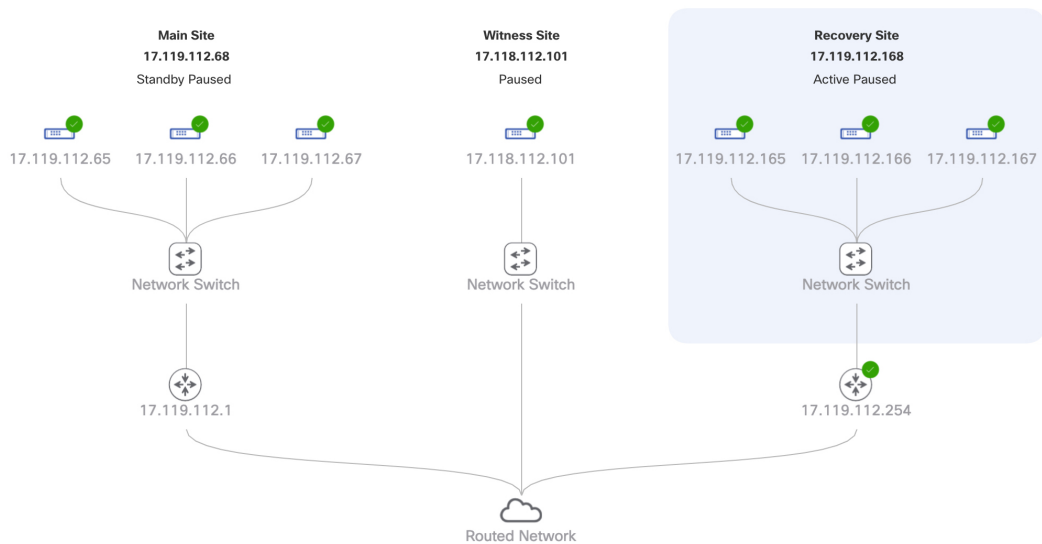 Main Site
17.119.112.68
Standby Paused
Witness Site
17.118.112.101
Paused
Recovery Site
17.119.112.168
Active Paused
17.119.112.65
17.119.112.66
17.119.112.67
17.118.112.101
17.119.112.165
17.119.112.166
17.119.112.167
Network Switch
Network Switch
Network Switch
17.119.112.1
17.119.112.254
Routed Network